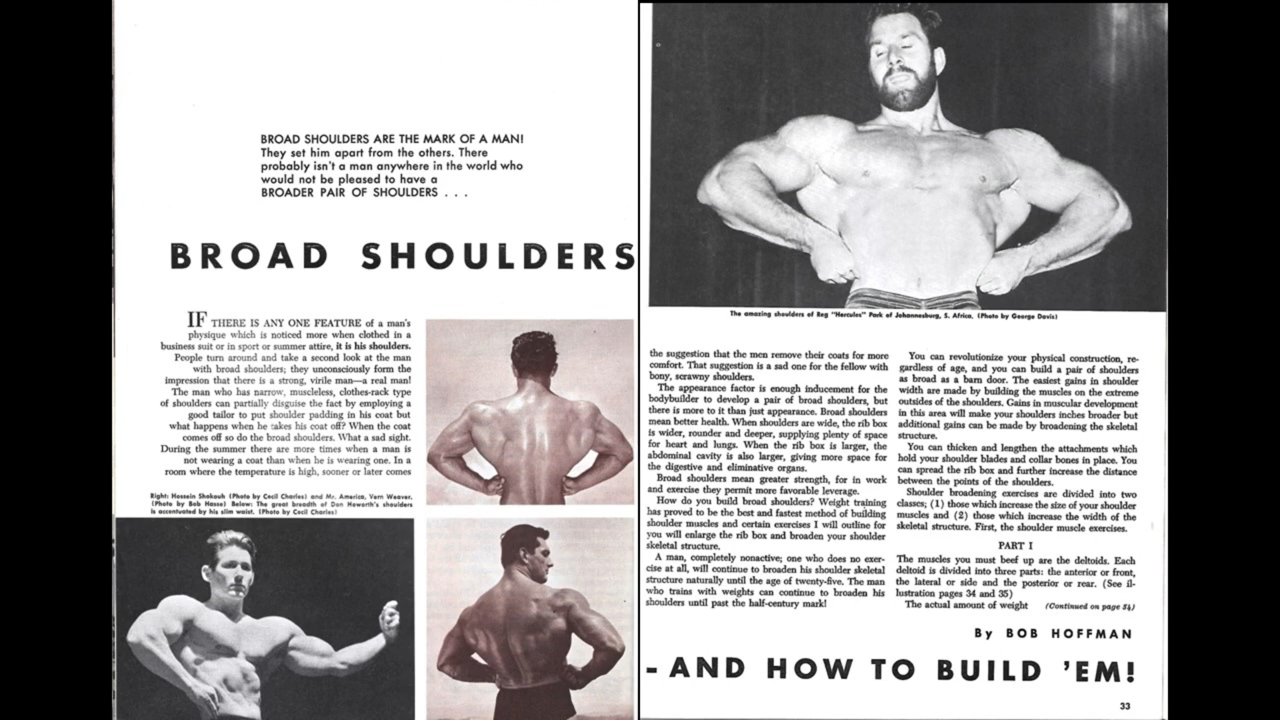 BROAD SHOULDERS ARE THE MARK OF A MAN!
They set him apart from the others. There
probably isn't a man anywhere in the world who
would not be pleased to have a
BROADER PAIR OF SHOULDERS . . .
BROAD SHOULDERS
IF THERE IS ANY ONE FEATURE of a man's
physique which is noticed more when clothed in a
business suit or in sport or summer attire, it is his shoulders.
People turn around and take a second look at the man
with broad shoulders; they unconsciously form the
impression that there is a strong, virile man—a real man!
The man who has narrow, muscleless, clothes-rack type
of shoulders can partially disguise the fact by employing a
good tailor to put shoulder padding in his coat but
what happens when he takes his coat off? When the coat
comes off so do the broad shoulders. What a sad sight.
During the summer there are more times when a man is
not wearing a coat than when he is wearing one. In a
room where the temperature is high, sooner or later comes
Right: Hossein Shakouh (Photo by Cecil Charles) and Mr. America, Vern Weaver.
(Photo by Bob Hasse) Below: The great breadth of Don Howorth's shoulders
is accentuated by his slim waist. (Photo by Cecil Charles)
The amazing shoulders of Reg "Hercules" Park of Johannesburg, S. Africa, (Photo by George Davis)
the suggestion that the men remove their coats for more
comfort. That suggestion is a sad one for the fellow with
bony, scrawny shoulders.
The appearance factor is enough inducement for the
bodybuilder to develop a pair of broad shoulders, but
there is more to it than just appearance. Broad shoulders
mean better health. When shoulders are wide, the rib box
is wider, rounder and deeper, supplying plenty of space
for heart and lungs. When the rib box is larger, the
abdominal cavity is also larger, giving more space for
the digestive and eliminative organs.
Broad shoulders mean greater strength, for in work
and exercise they permit more favorable leverage.
How do you build broad shoulders? Weight training
has proved to be the best and fastest method of building
shoulder muscles and certain exercises I will outline for
you will enlarge the rib box and broaden your shoulder
skeletal structure.
A man, completely nonactive; one who does no exer-
cise at all, will continue to broaden his shoulder skeletal
structure naturally until the age of twenty-five. The man
who trains with weights can continue to broaden his
shoulders until past the half-century mark!
You can revolutionize your physical construction, re-
gardless of age, and you can build a pair of shoulders
as broad as a barn door. The easiest gains in shoulder
width are made by building the muscles on the extreme
outsides of the shoulders. Gains in muscular development
in this area will make your shoulders inches broader but
additional gains can be made by broadening the skeletal
structure.
You can thicken and lengthen the attachments which
hold your shoulder blades and collar bones in place. You
can spread the rib box and further increase the distance
between the points of the shoulders.
Shoulder broadening exercises are divided into two
classes; (1) those which increase the size of your shoulder
muscles and (2) those which increase the width of the
skeletal structure. First, the shoulder muscle exercises.
PART I
The muscles you must beef up are the deltoids. Each
deltoid is divided into three parts: the anterior or front,
the lateral or side and the posterior or rear. (See il-
lustration pages 34 and 35)
The actual amount of weight (Continued on page 54)
By BOB HOFFMAN
- AND HOW TO BUILD 'EM!
33